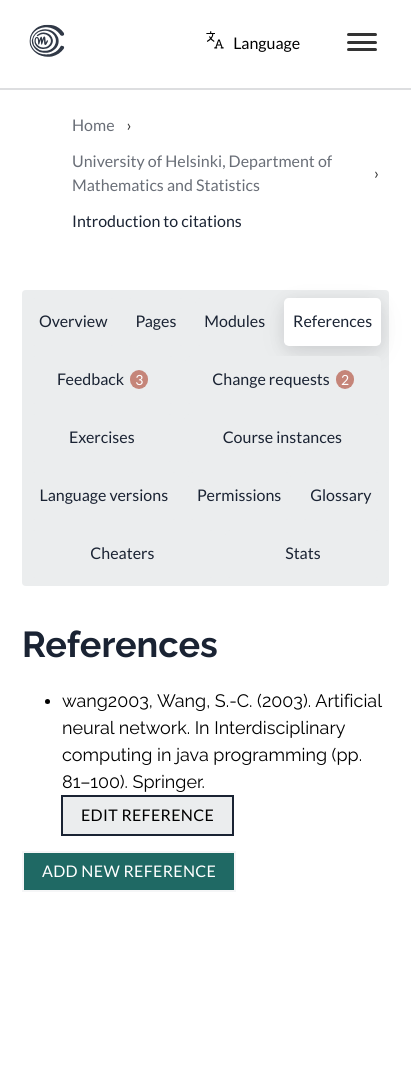 Language
Home ›
University of Helsinki, Department of
Mathematics and Statistics ›
Introduction to citations
Overview Pages Modules References
Feedback 3 Change requests 2
Exercises Course instances
Language versions Permissions Glossary
Cheaters Stats
References
• wang2003, Wang, S.-C. (2003). Artificial
neural network. In Interdisciplinary
computing in java programming (pp.
81–100). Springer.
EDIT REFERENCE
ADD NEW REFERENCE